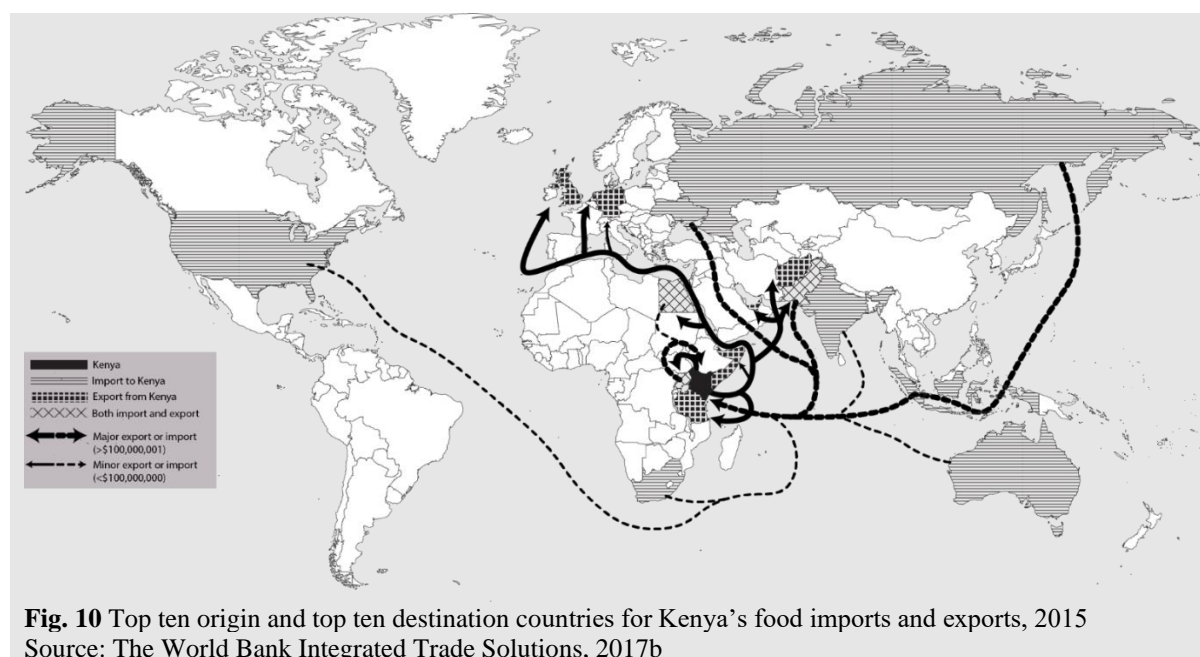 Kenya
Import to Kenya
Export from Kenya
Both import and export
Major export or import
(>$100,000,001)
Minor export or import
(<$100,000,000)
Fig. 10 Top ten origin and top ten destination countries for Kenya's food imports and exports, 2015
Source: The World Bank Integrated Trade Solutions, 2017b